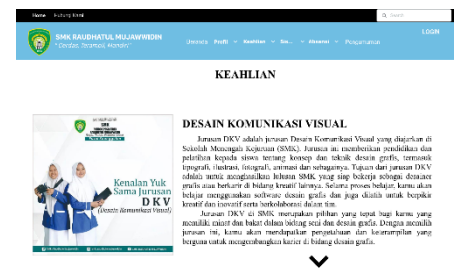 Home Hubungi Kami
Search
SMK RAUDHATUL MUJAWWIDIN
"Cerdas, Terampil, Mandiri"
LOGIN
Profil Keahlian Absensi Pengumuman
KEAHLIAN
Kenalan Yuk
Sama Jurusan
DKV
(Desain Komunikasi Visual)
DESAIN KOMUNIKASI VISUAL
Jurusan DKV adalah jurusan Desain Komunikasi Visual yang diajarkan di
Sekolah Menengah Kejuruan (SMK). Jurusan ini memberikan pendidikan dan
pelatihan kepada siswa tentang konsep dan teknik desain grafis, termasuk
tipografi, ilustrasi, fotografi, animasi dan sebagainya. Tujuan dari jurusan DKV
adalah untuk menghasilkan lulusan SMK yang siap bekerja sebagai desainer
grafis atau berkarir di bidang kreatif lainnya. Selama proses belajar, kamu akan
belajar menggunakan software desain grafis dan juga dilatih untuk berpikir
kreatif dan inovatif serta berkolaborasi dalam tim.
Jurusan DKV di SMK merupakan pilihan yang tepat bagi kamu yang
memiliki minat dan bakat dalam bidang seni dan desain grafis. Dengan memilih
jurusan ini, kamu akan mendapatkan pengetahuan dan keterampilan yang
berguna untuk mengembangkan karier di bidang desain grafis.